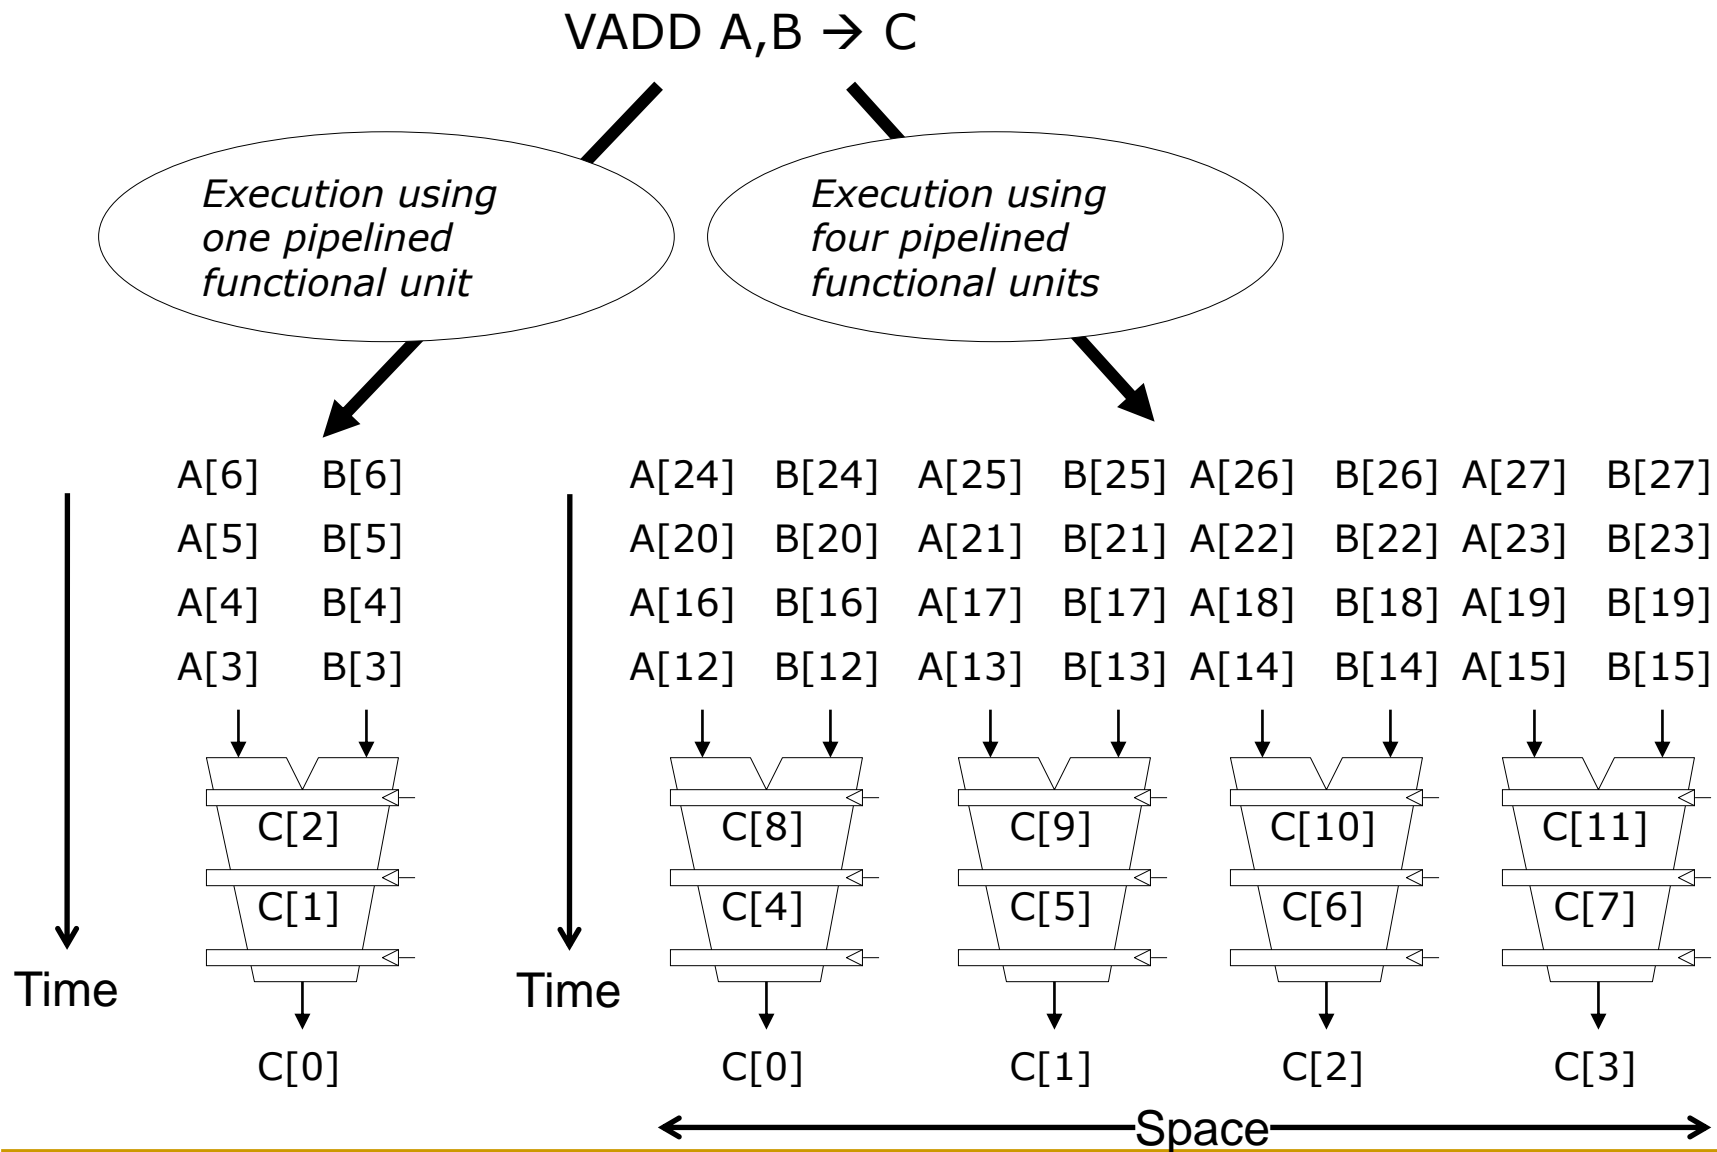 VADD A,B → C
Execution using
one pipelined
functional unit
Execution using
four pipelined
functional units
A[6] B[6] A[24] B[24] A[25] B[25] A[26] B[26] A[27] B[27]
A[5] B[5] A[20] B[20] A[21] B[21] A[22] B[22] A[23] B[23]
A[4] B[4] A[16] B[16] A[17] B[17] A[18] B[18] A[19] B[19]
A[3] B[3] A[12] B[12] A[13] B[13] A[14] B[14] A[15] B[15]
C[2] C[8] C[9] C[10] C[11]
C[1] C[4] C[5] C[6] C[7]
Time Time
C[0] C[0] C[1] C[2] C[3]
Space